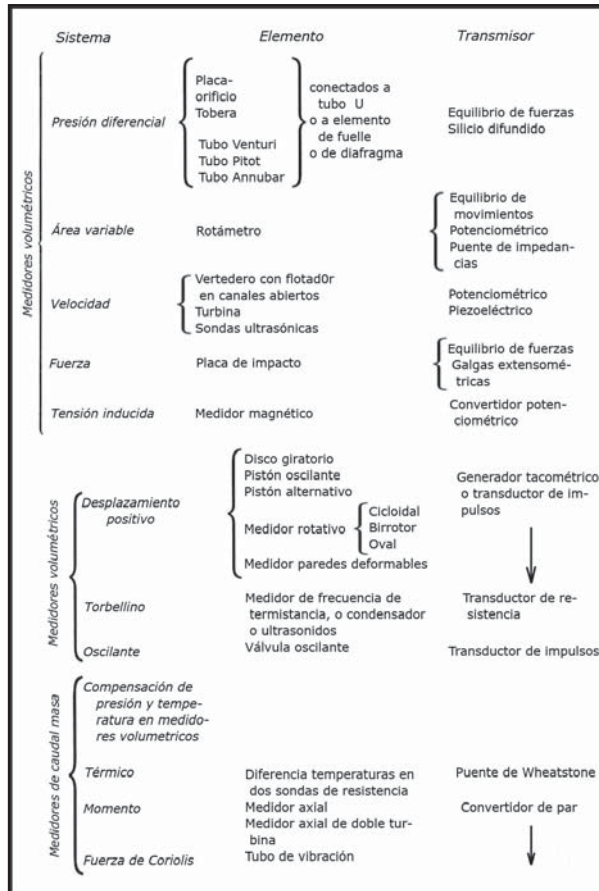 Sistema Elemento Transmisor
Medidores volumétricos
Presión diferencial
Placa-
orificio
Tobera
Tubo Venturi
Tubo Pitot
Tubo Annubar
conectados a
tubo U
o a elemento
de fuelle
o de diafragma
Equilibrio de fuerzas
Silicio difundido
Área variable
Rotámetro
Equilibrio de
movimientos
Potenciométrico
Puente de impedan-
cias
Velocidad
Vertedero con flotad0r
en canales abiertos
Turbina
Sondas ultrasónicas
Potenciométrico
Piezoeléctrico
Fuerza
Placa de impacto
Equilibrio de fuerzas
Galgas extensomé-
tricas
Tensión inducida
Medidor magnético
Convertidor poten-
ciométrico
Medidores volumétricos
Desplazamiento
positivo
Disco giratorio
Pistón oscilante
Pistón alternativo
Medidor rotativo
Cicloidal
Birrotor
Oval
Medidor paredes deformables
Generador tacométrico
o transductor de im-
pulsos
Torbellino
Medidor de frecuencia de
termistancia, o condensador
o ultrasonidos
Transductor de re-
sistencia
Oscilante
Válvula oscilante
Transductor de impulsos
Medidores de caudal masa
Compensación de
presión y tempe-
ratura en medido-
res volumetricos
Térmico
Diferencia temperaturas en
dos sondas de resistencia
Puente de Wheatstone
Momento
Medidor axial
Medidor axial de doble tur-
bina
Convertidor de par
Fuerza de Coriolis
Tubo de vibración